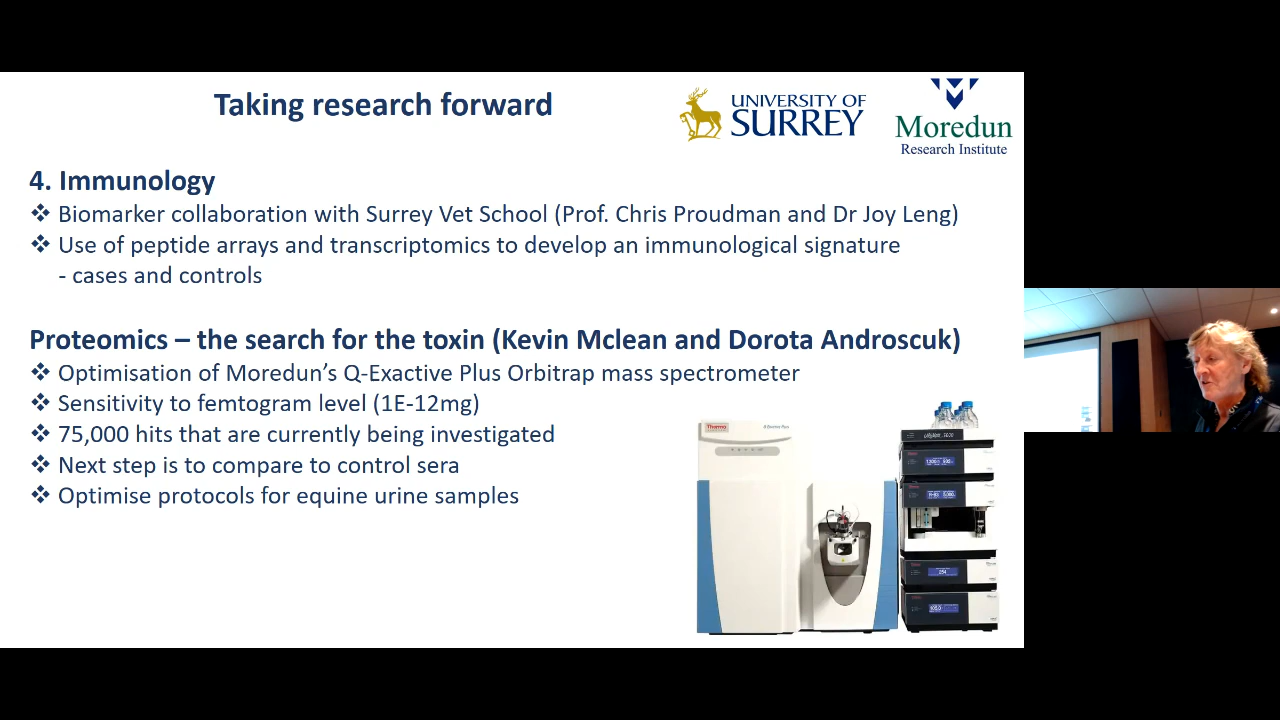 Taking research forward
UNIVERSITY OF
SURREY
Moredun
Research Institute
4. Immunology
❖ Biomarker collaboration with Surrey Vet School (Prof. Chris Proudman and Dr Joy Leng)
❖ Use of peptide arrays and transcriptomics to develop an immunological signature
- cases and controls
Proteomics – the search for the toxin (Kevin Mclean and Dorota Androscuk)
❖ Optimisation of Moredun’s Q-Exactive Plus Orbitrap mass spectrometer
❖ Sensitivity to femtogram level (1E-12mg)
❖ 75,000 hits that are currently being investigated
❖ Next step is to compare to control sera
❖ Optimise protocols for equine urine samples
Thermo